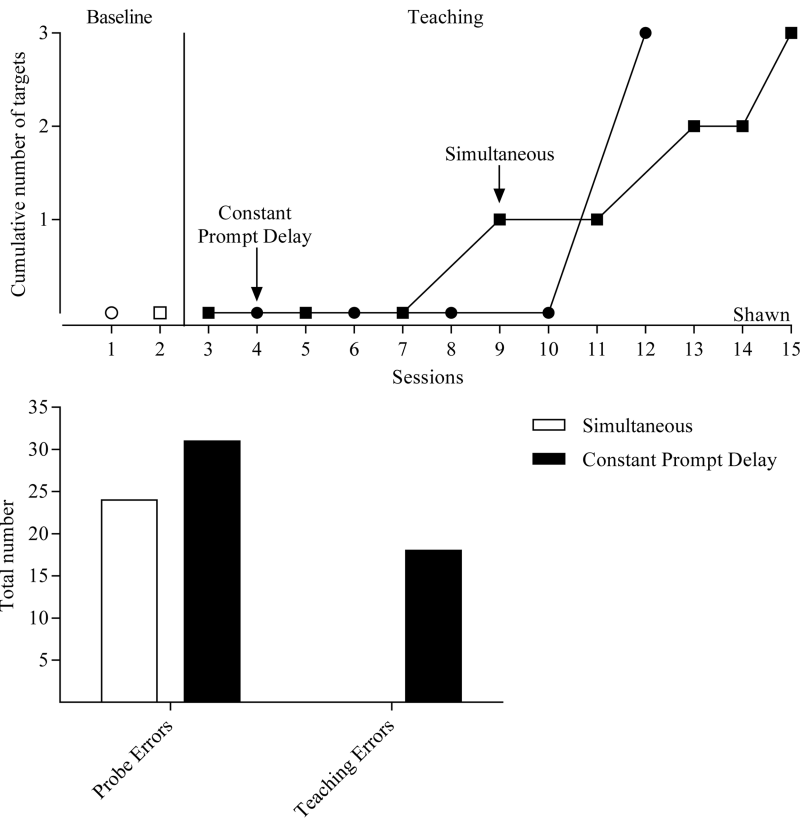 Baseline
Teaching
3
2
1
Cumulative number of targets
Simultaneous
Constant
Prompt Delay
Shawn
1 2 3 4 5 6 7 8 9 10 11 12 13 14 15
Sessions
35
30
25
20
15
10
5
Total number
Simultaneous
Constant Prompt Delay
Probe Errors
Teaching Errors